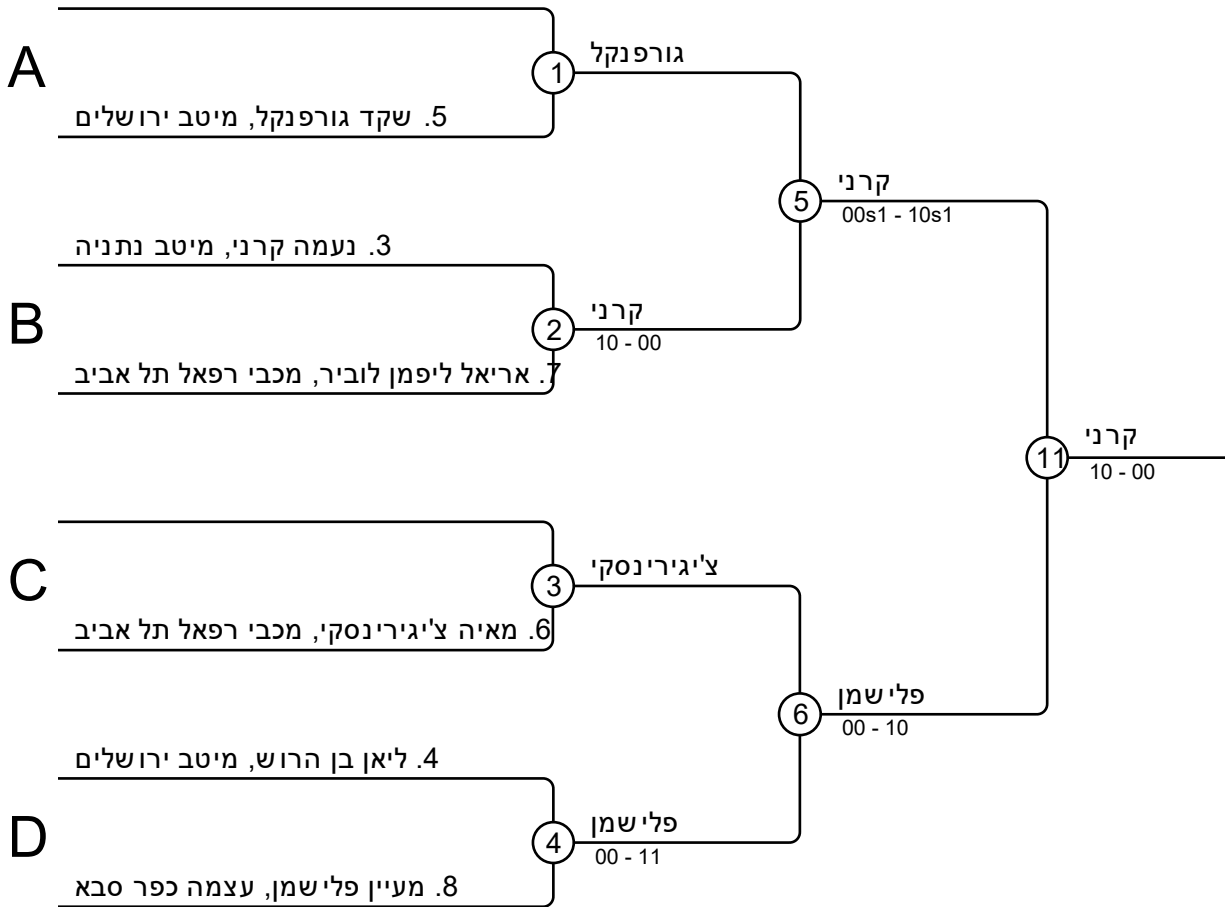 A
1
גורפנקל
5. שקד גורפנקל, מיטב ירושלים
5
קרני
00s1 - 10s1
3. נעמה קרני, מיטב נתניה
B
2
קרני
10 - 00
7. אריאל ליפמן לוביר, מכבי רפאל תל אביב
11
קרני
10 - 00
C
3
צ'יגירינסקי
6. מאיה צ'יגירינסקי, מכבי רפאל תל אביב
6
פלישמן
00 - 10
4. ליאן בן הרוש, מיטב ירושלים
D
4
פלישמן
00 - 11
8. מעיין פלישמן, עצמה כפר סבא